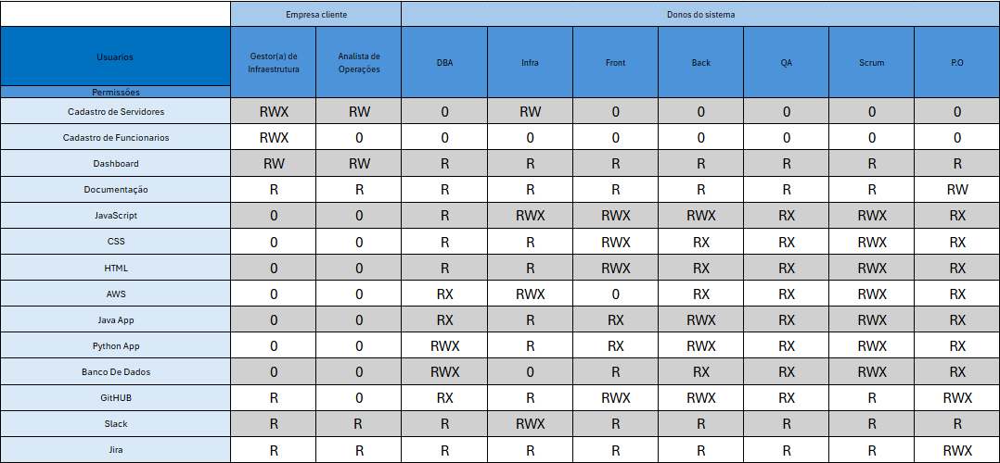 Empresa cliente Donos do sistema
Usuarios Gestor(a) de Infraestrutura Analista de Operações DBA Infra Front Back QA Scrum P.O
Permissões
Cadastro de Servidores RWX RW 0 RW 0 0 0 0 0
Cadastro de Funcionarios RWX 0 0 0 0 0 0 0 0
Dashboard RW RW R R R R R R R
Documentação R R R R R R R R RW
JavaScript 0 0 R RWX RWX RWX RX RWX RX
CSS 0 0 R R RWX RX RX RWX RX
HTML 0 0 R R RWX RX RX RWX RX
AWS 0 0 RX RWX 0 RX RX RWX RX
Java App 0 0 RX R RX RWX RX RWX RX
Python App 0 0 RWX R RX RWX RX RWX RX
Banco De Dados 0 0 RWX 0 R RX RX RWX RX
GitHUB R 0 RX R RWX RWX RX R RWX
Slack R R R RWX R R R R R
Jira R R R R R R R R RWX